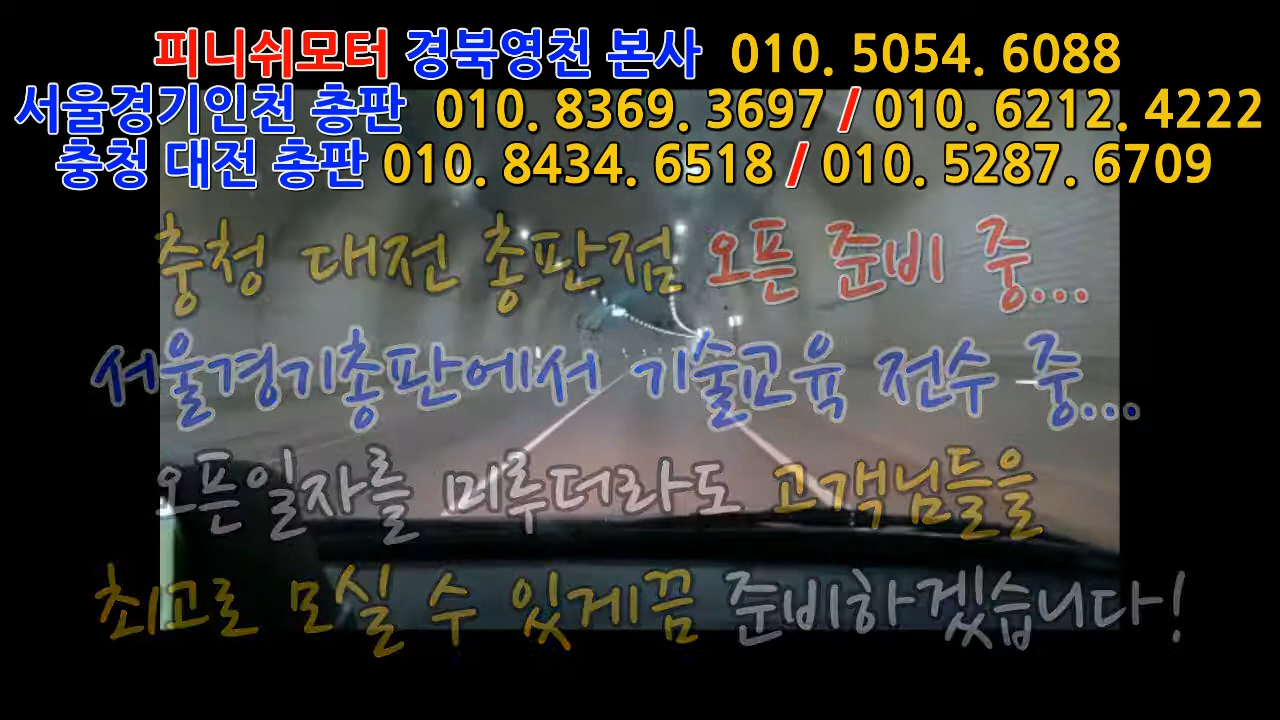 피니쉬모터 경북영천 본사 010. 5054. 6088
서울경기인천 총판 010. 8369. 3697 / 010. 6212. 4222
충청 대전 총판 010. 8434. 6518 / 010. 5287. 6709
충청 대전 총판점 오픈 준비 중...
서울경기총판에서 기술교육 전수 중...
오픈일자를 미루더라도 고객님들을
최고로 모실 수 있게끔 준비하겠습니다!